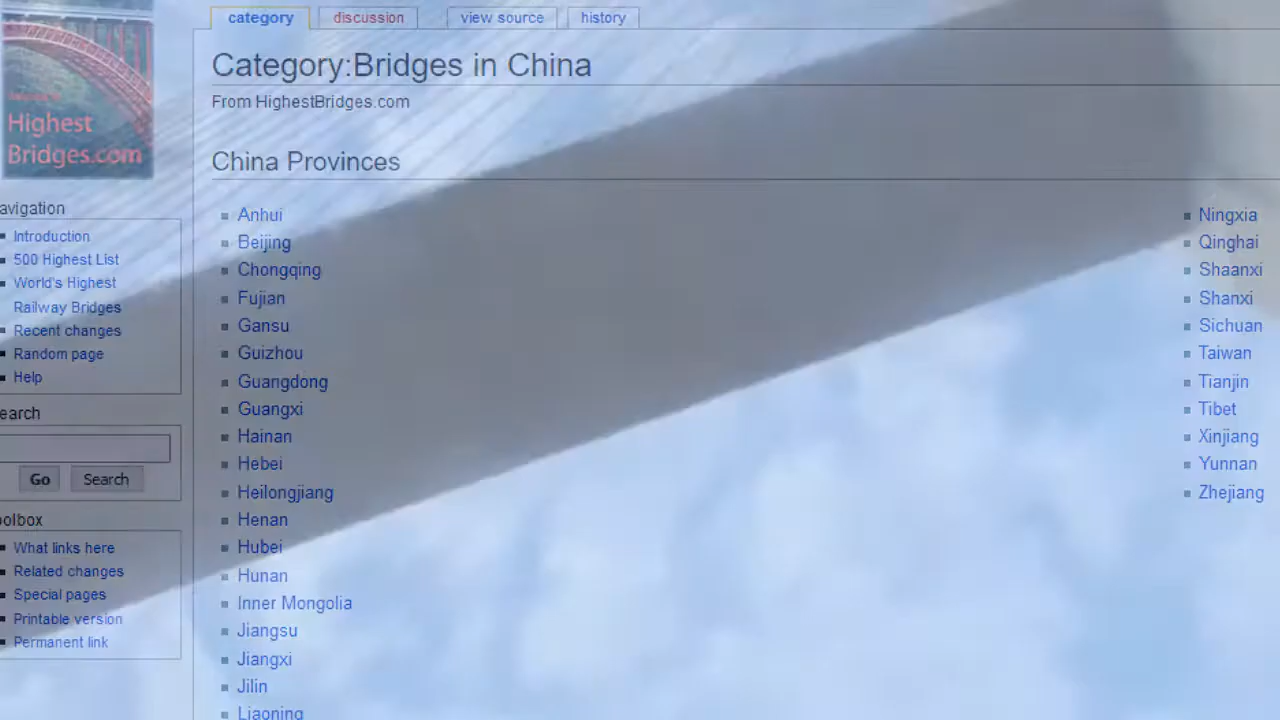 category
discussion
view source
history
Category:Bridges in China
From HighestBridges.com
China Provinces
Highest
Bridges.com
avigation
Introduction
500 Highest List
World's Highest
Railway Bridges
Recent changes
Random page
Help
earch
Go
Search
oolbox
What links here
Related changes
Special pages
Printable version
Permanent link
Anhui
Beijing
Chongqing
Fujian
Gansu
Guizhou
Guangdong
Guangxi
Hainan
Hebei
Heilongjiang
Henan
Hubei
Hunan
Inner Mongolia
Jiangsu
Jiangxi
Jilin
Liaoning
Ningxia
Qinghai
Shaanxi
Shanxi
Sichuan
Taiwan
Tianjin
Tibet
Xinjiang
Yunnan
Zhejiang